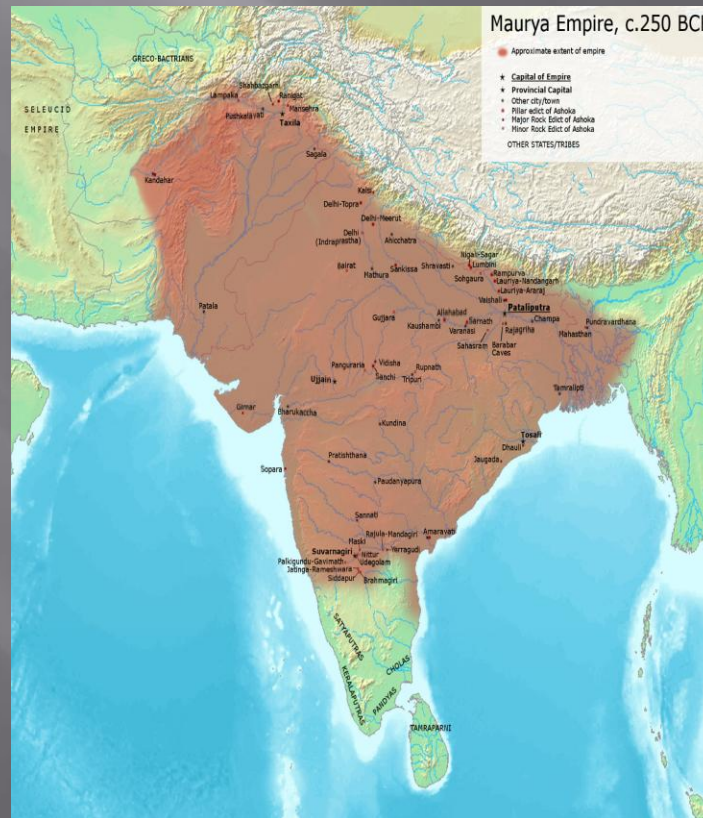 Maurya Empire, c.250 BCE
Approximate extent of empire
Capital of Empire
Provincial Capital
Other city/town
Pillar edict of Ashoka
Major Rock Edict of Ashoka
Minor Rock Edict of Ashoka
OTHER STATES/TRIBES
GRECO-BACTRIANS
SELEUCID
EMPIRE
Shahbazgarhi
Lampaka
Ranigat
Mansehra
Pushkalavati
Taxila
Sagala
Kandahar
Kalsi
Delhi-Topra
Delhi-Meerut
Delhi
(Indraprastha)
Ahicchatra
Bairat
Mathura
Sankissa
Shravasti
Nigali-Sagar
Lumbini
Sohgaura
Rampurva
Lauriya-Nandangarh
Lauriya-Araraj
Vaishali
Pataliputra
Patala
Gujjara
Allahabad
Kaushambi
Sarnath
Varanasi
Rajagriha
Champa
Pundravardhana
Mahasthan
Sahasram
Barabar
Caves
Panguraria
Vidisha
Rupnath
Ujjain
Sanchi
Tripuri
Tamralipti
Girnar
Bharukaccha
Kundina
Tosali
Dhauli
Jaugada
Sopara
Pratishthana
Paudanyapura
Sannati
Rajula-Mandagiri
Amaravati
Maski
Suvarnagiri
Nittur
Yerragudi
Palkigundu-Gavimath
Udagolam
Jatinga-Rameshwara
Siddapur
Brahmagiri
SATYAPUTRAS
CHOLAS
KERALAPUTRAS
PANDYAS
TAMRAPARNI